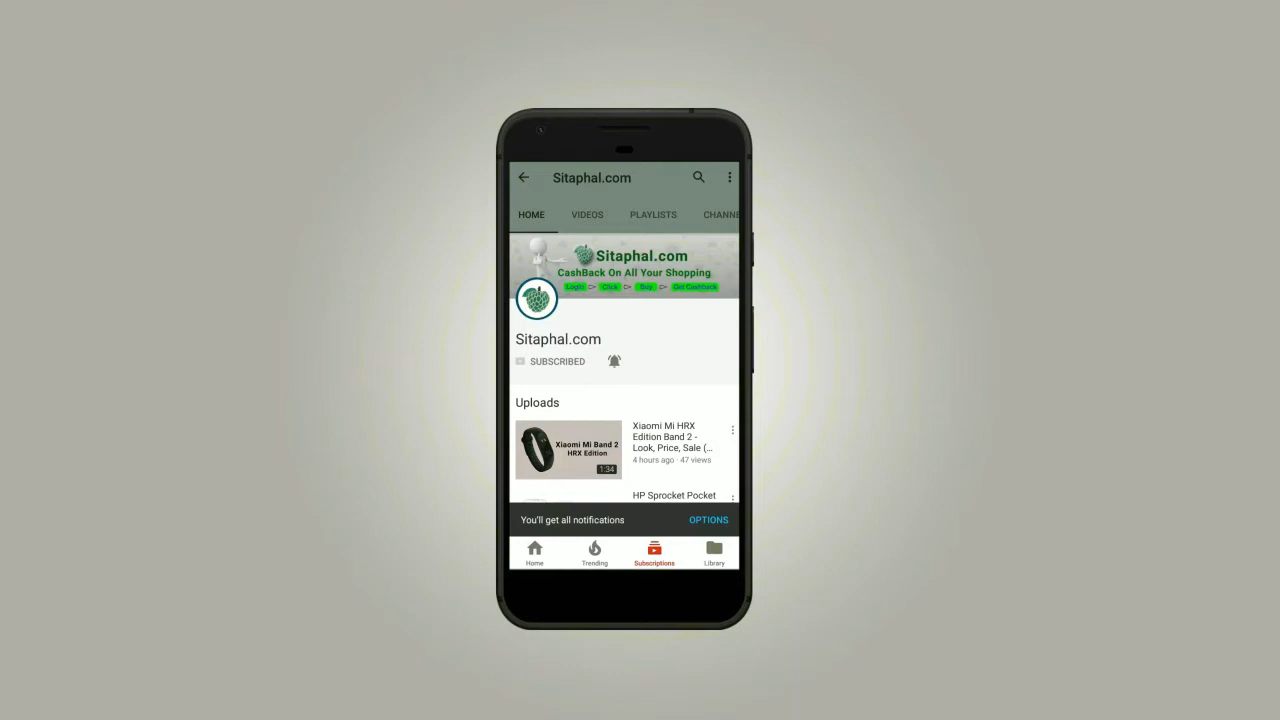 Sitaphal.com
HOME VIDEOS PLAYLISTS CHANNE
Sitaphal.com
CashBack On All Your Shopping
Login Click Buy Get Cashback
Sitaphal.com
SUBSCRIBED
Uploads
Xiaomi Mi Band 2
HRX Edition
1:34
Xiaomi Mi HRX
Edition Band 2 -
Look, Price, Sale (...
4 hours ago · 47 views
HP Sprocket Pocket
You'll get all notifications OPTIONS
Home Trending Subscriptions Library